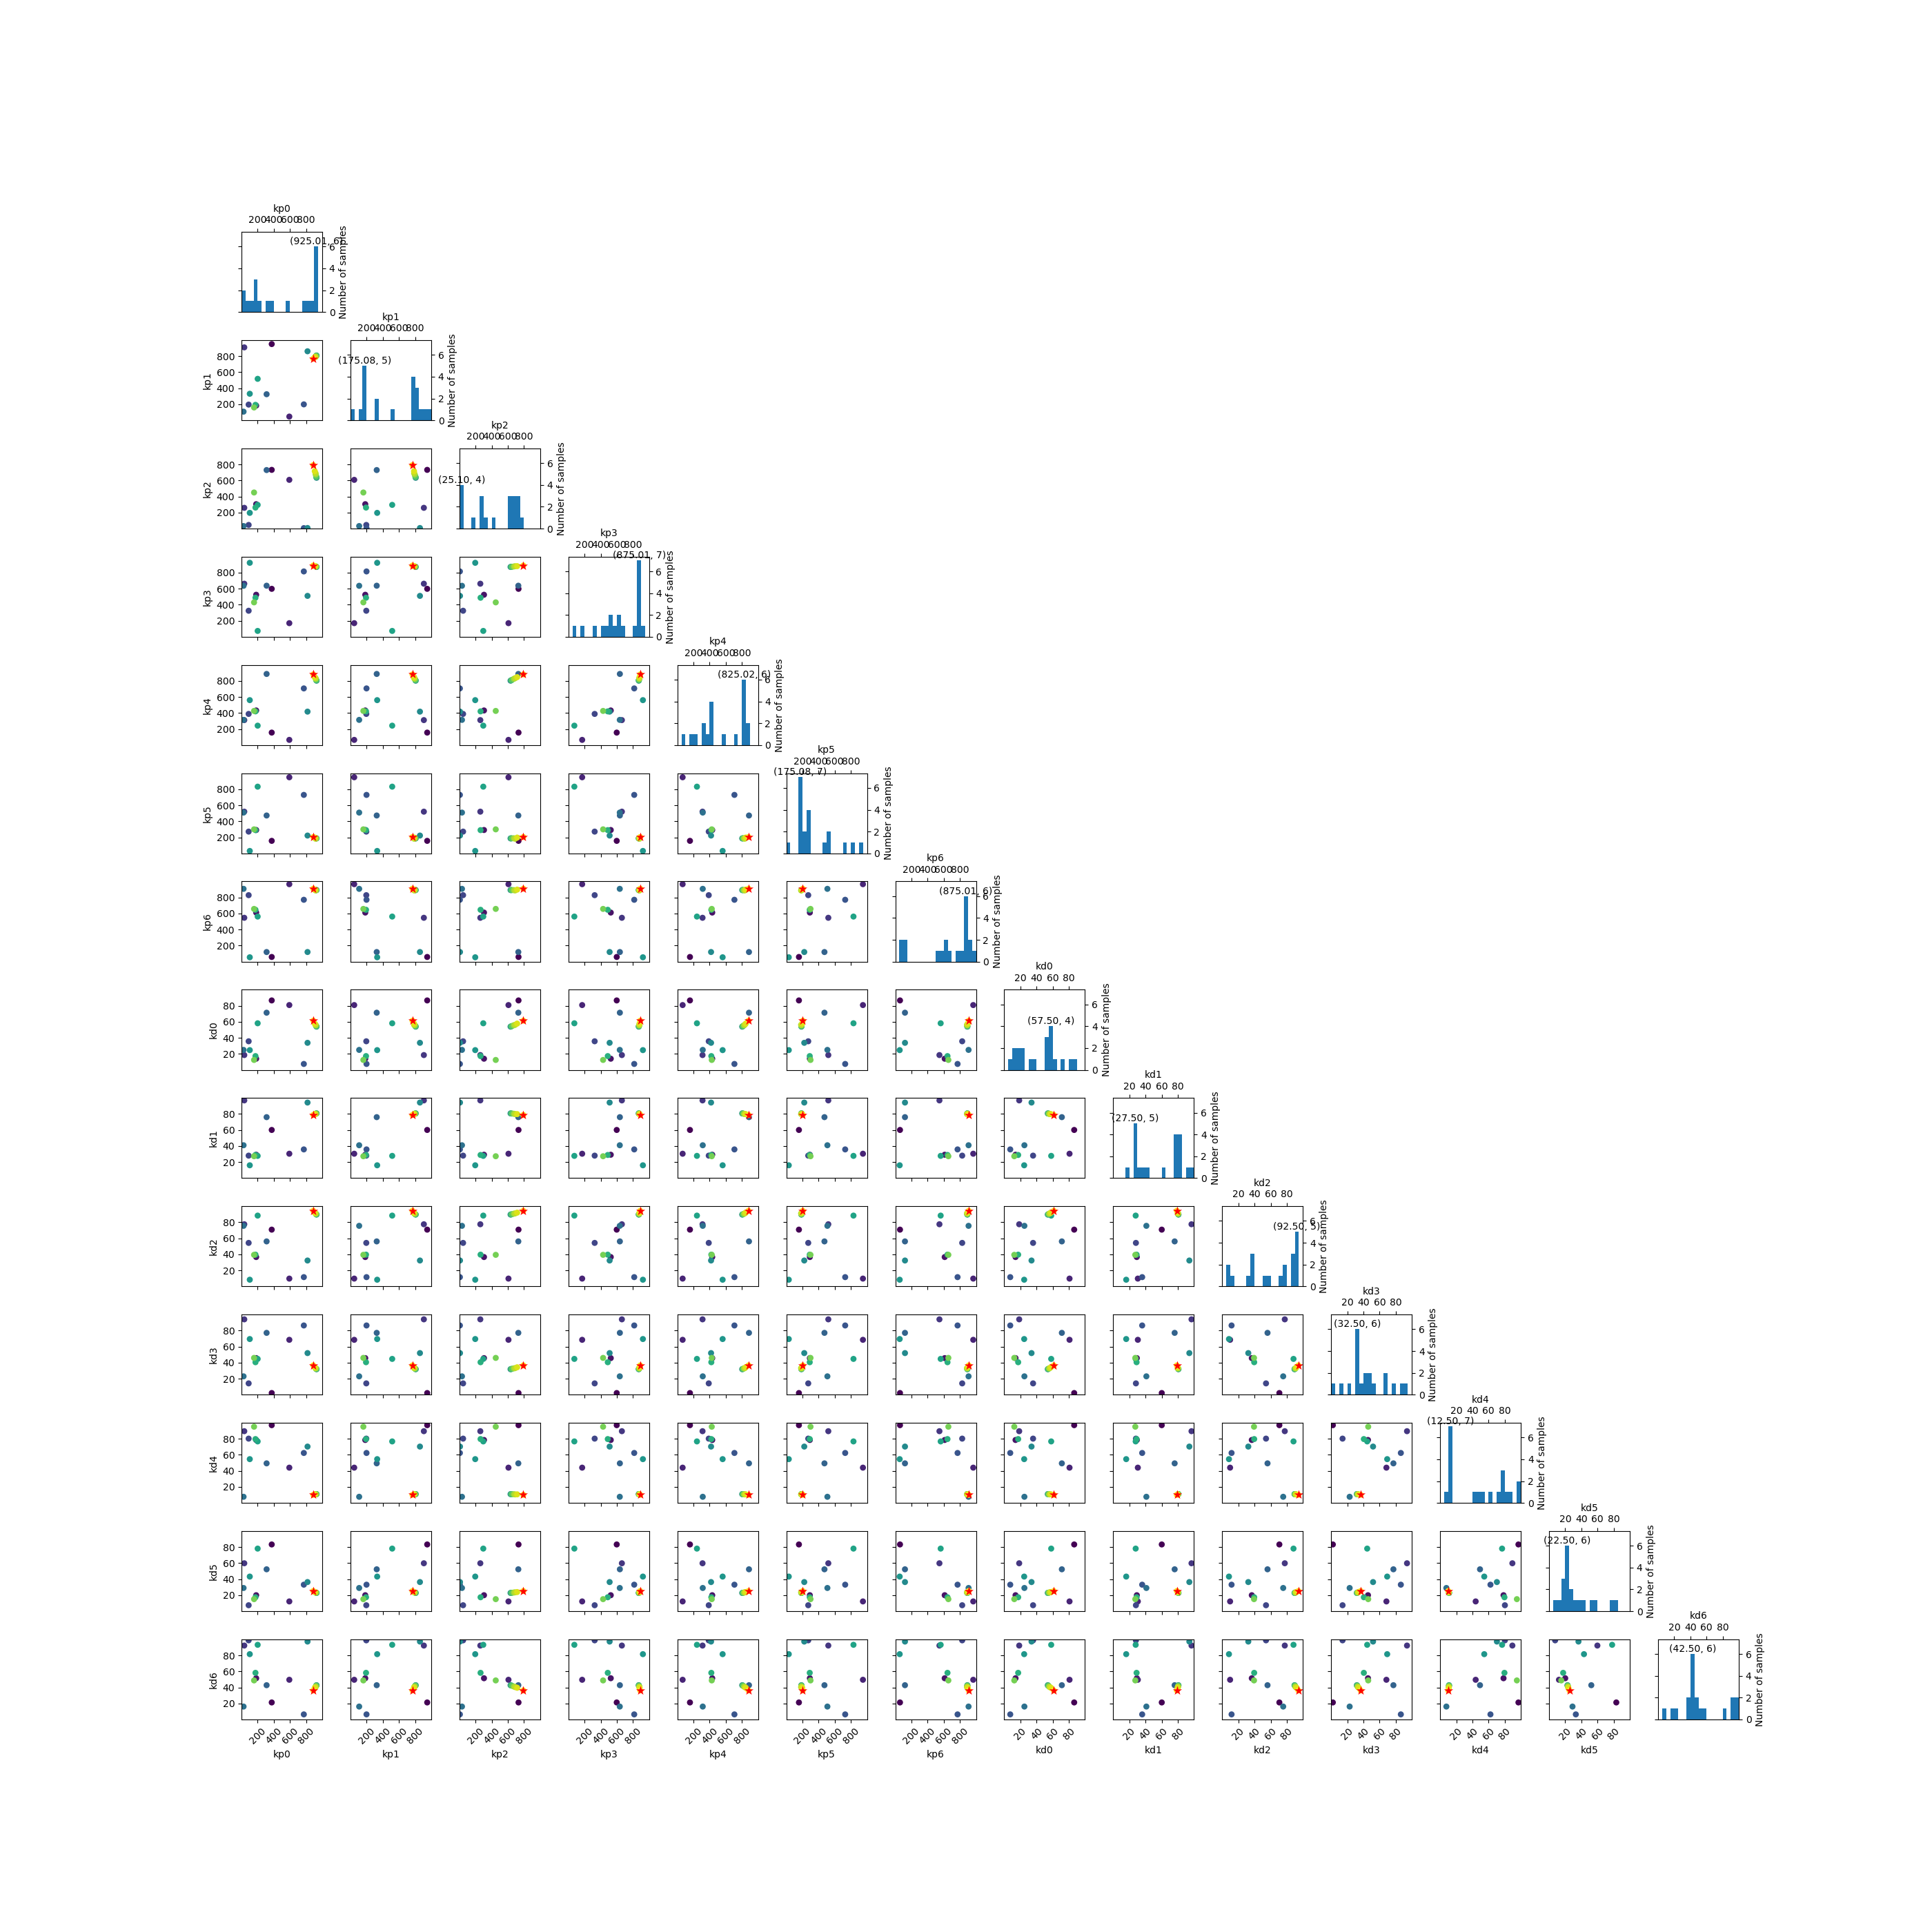 kp0
200 400 600 800
(925.01, 6)
0 2 4 6
Number of samples
kp1
200 400 600 800
kp1
200 400 600 800
(175.08, 5)
0 2 4 6
Number of samples
kp2
200 400 600 800
kp2
200 400 600 800
(25.10, 4)
0 2 4 6
Number of samples
kp3
200 400 600 800
kp3
200 400 600 800
(875.01, 7)
0 2 4 6
Number of samples
kp4
200 400 600 800
kp4
200 400 600 800
(825.02, 6)
0 2 4 6
Number of samples
kp5
200 400 600 800
kp5
200 400 600 800
(175.08, 7)
0 2 4 6
Number of samples
kp6
200 400 600 800
kp6
200 400 600 800
(875.01, 6)
0 2 4 6
Number of samples
kd0
20 40 60 80
kd0
20 40 60 80
(57.50, 4)
0 2 4 6
Number of samples
kd1
20 40 60 80
kd1
20 40 60 80
(27.50, 5)
0 2 4 6
Number of samples
kd2
20 40 60 80
kd2
20 40 60 80
(92.50, 5)
0 2 4 6
Number of samples
kd3
20 40 60 80
kd3
20 40 60 80
(32.50, 6)
0 2 4 6
Number of samples
kd4
20 40 60 80
kd4
20 40 60 80
(12.50, 7)
0 2 4 6
Number of samples
kd5
20 40 60 80
kd5
20 40 60 80
(22.50, 6)
0 2 4 6
Number of samples
kd6
20 40 60 80
kd6
20 40 60 80
(42.50, 6)
0 2 4 6
Number of samples
200 400 600 800
kp0
200 400 600 800
kp1
200 400 600 800
kp2
200 400 600 800
kp3
200 400 600 800
kp4
200 400 600 800
kp5
200 400 600 800
kp6
20 40 60 80
kd0
20 40 60 80
kd1
20 40 60 80
kd2
20 40 60 80
kd3
20 40 60 80
kd4
20 40 60 80
kd5